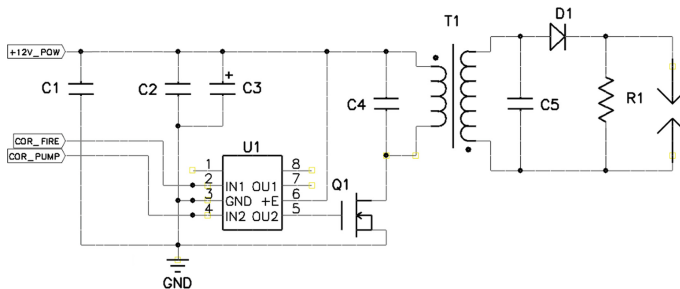 T1
D1
+12V_POW
C1
C2
+
C3
C4
C5
R1
COR_FIRE
COR_PUMP
U1
1
8
2
IN1
OU1
7
3
GND
+E
6
4
IN2
OU2
5
Q1
GND